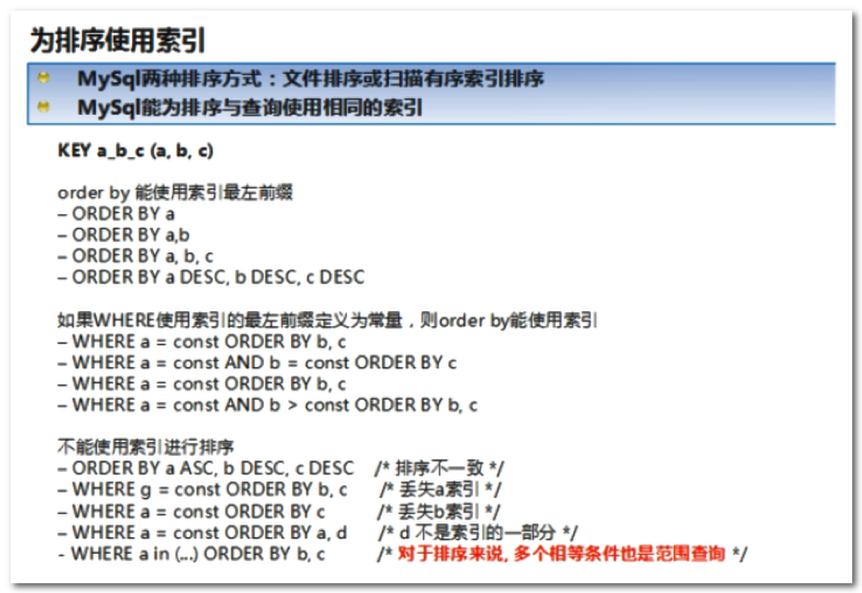 为排序使用索引
MySql两种排序方式：文件排序或扫描有序索引排序
MySql能为排序与查询使用相同的索引
KEY a_b_c (a, b, c)
order by 能使用索引最左前缀
– ORDER BY a
– ORDER BY a,b
– ORDER BY a, b, c
– ORDER BY a DESC, b DESC, c DESC
如果WHERE使用索引的最左前缀定义为常量，则order by能使用索引
– WHERE a = const ORDER BY b, c
– WHERE a = const AND b = const ORDER BY c
– WHERE a = const ORDER BY b, c
– WHERE a = const AND b > const ORDER BY b, c
不能使用索引进行排序
– ORDER BY a ASC, b DESC, c DESC /* 排序不一致 */
– WHERE g = const ORDER BY b, c /* 丢失a索引 */
– WHERE a = const ORDER BY c /* 丢失b索引 */
– WHERE a = const ORDER BY a, d /* d 不是索引的一部分 */
- WHERE a in (...) ORDER BY b, c /* 对于排序来说, 多个相等条件也是范围查询 */